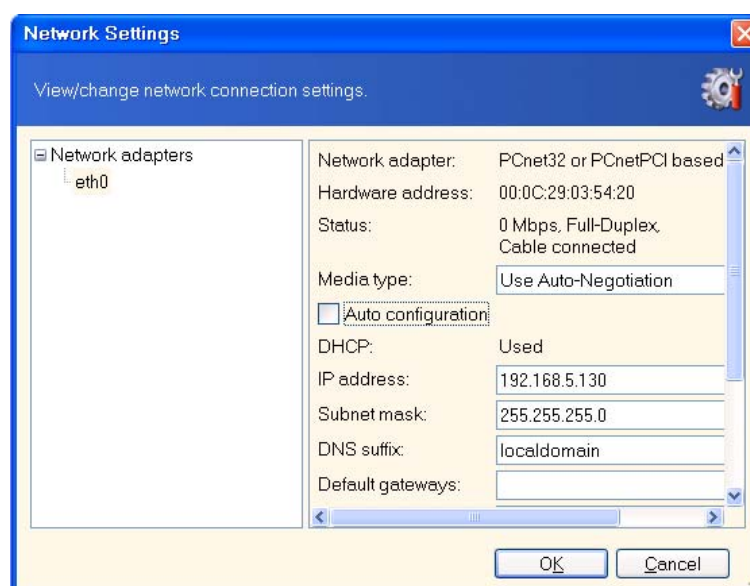 Network Settings
View/change network connection settings.
Network adapters
eth0
Network adapter: PCnet32 or PCnetPCI based
Hardware address: 00:0C:29:03:54:20
Status: 0 Mbps, Full-Duplex,
Cable connected
Media type: Use Auto-Negotiation
Auto configuration
DHCP: Used
IP address: 192.168.5.130
Subnet mask: 255.255.255.0
DNS suffix: localdomain
Default gateways:
OK Cancel